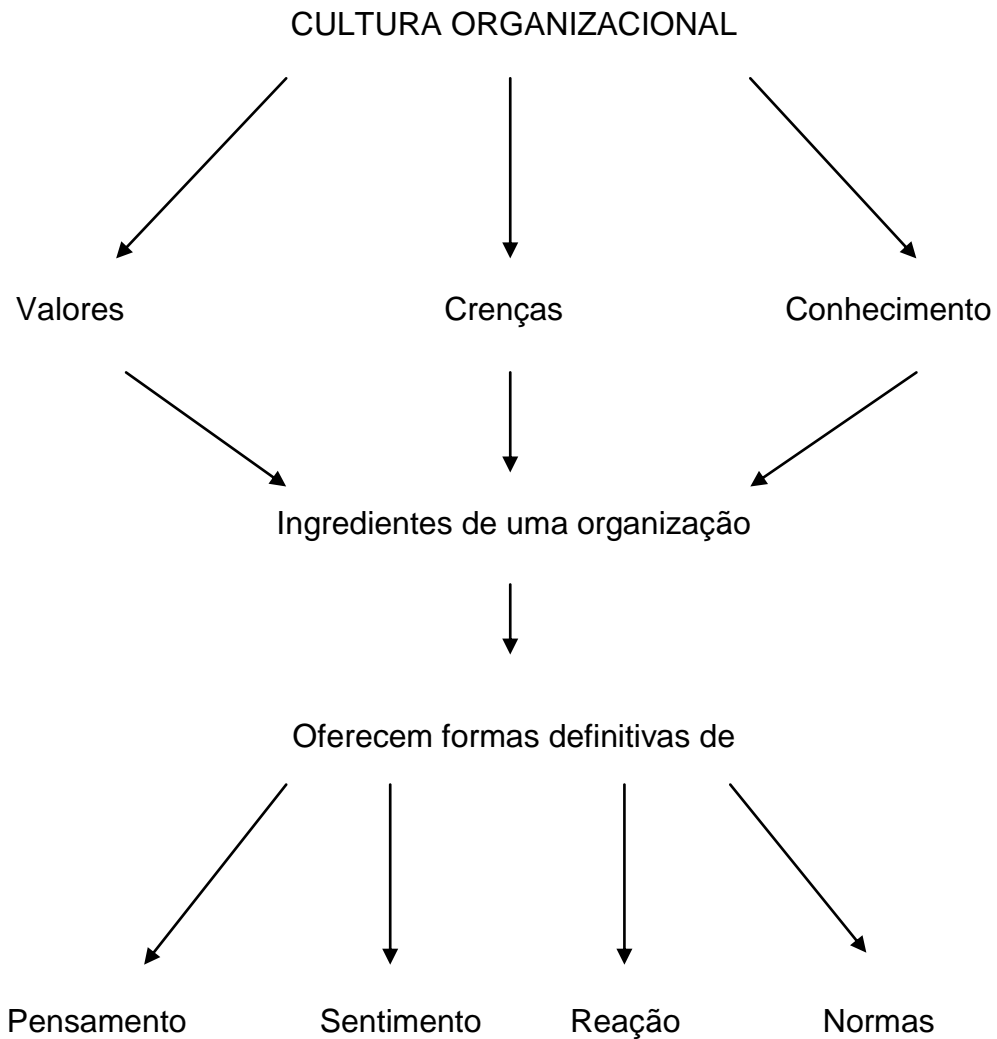 CULTURA ORGANIZACIONAL
Valores Crenças Conhecimento
Ingredientes de uma organização
Oferecem formas definitivas de
Pensamento Sentimento Reação Normas